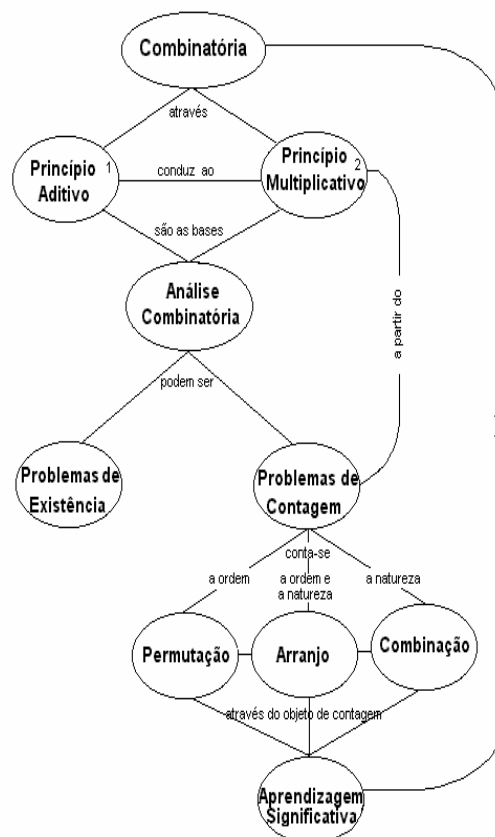 Combinatória
através
Princípio 1
Aditivo
conduz ao
Princípio
Multiplicativo 2
são as bases
Análise
Combinatória
a partir do
podem ser
Problemas de
Existência
Problemas de
Contagem
conta-se
a ordem
a ordem e
a natureza
a natureza
Permutação
Arranjo
Combinação
através do objeto de contagem
Aprendizagem
Significativa